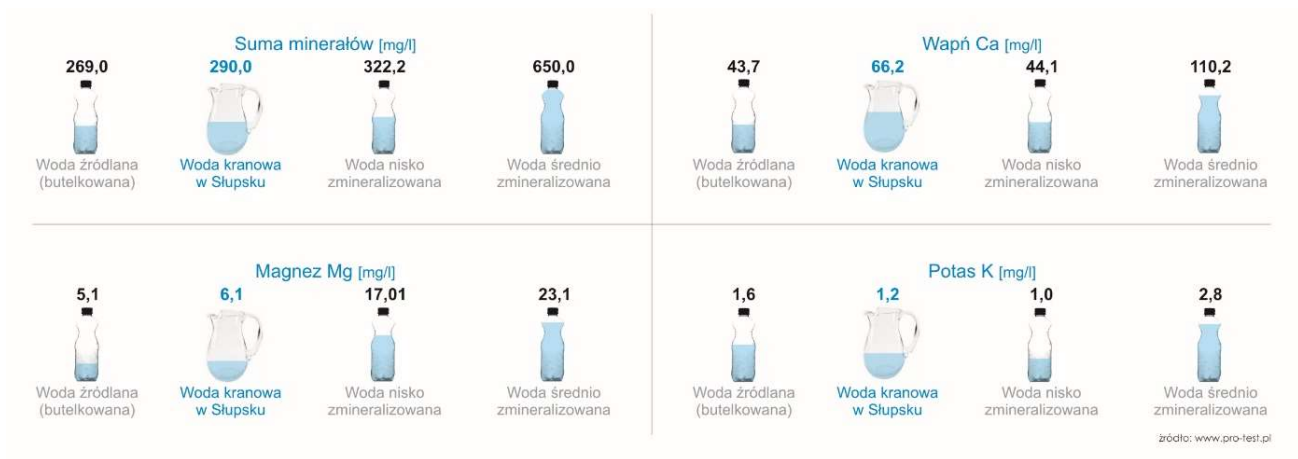 Suma minerałów [mg/l]
269,0 290,0 322,2 650,0
Woda źródlana Woda kranowa Woda nisko Woda średnio
(butelkowana) w Słupsku zmineralizowana zmineralizowana
Wapń Ca [mg/l]
43,7 66,2 44,1 110,2
Woda źródlana Woda kranowa Woda nisko Woda średnio
(butelkowana) w Słupsku zmineralizowana zmineralizowana
Magnez Mg [mg/l]
5,1 6,1 17,01 23,1
Woda źródlana Woda kranowa Woda nisko Woda średnio
(butelkowana) w Słupsku zmineralizowana zmineralizowana
Potas K [mg/l]
1,6 1,2 1,0 2,8
Woda źródlana Woda kranowa Woda nisko Woda średnio
(butelkowana) w Słupsku zmineralizowana zmineralizowana
źródło: www.pro-test.pl